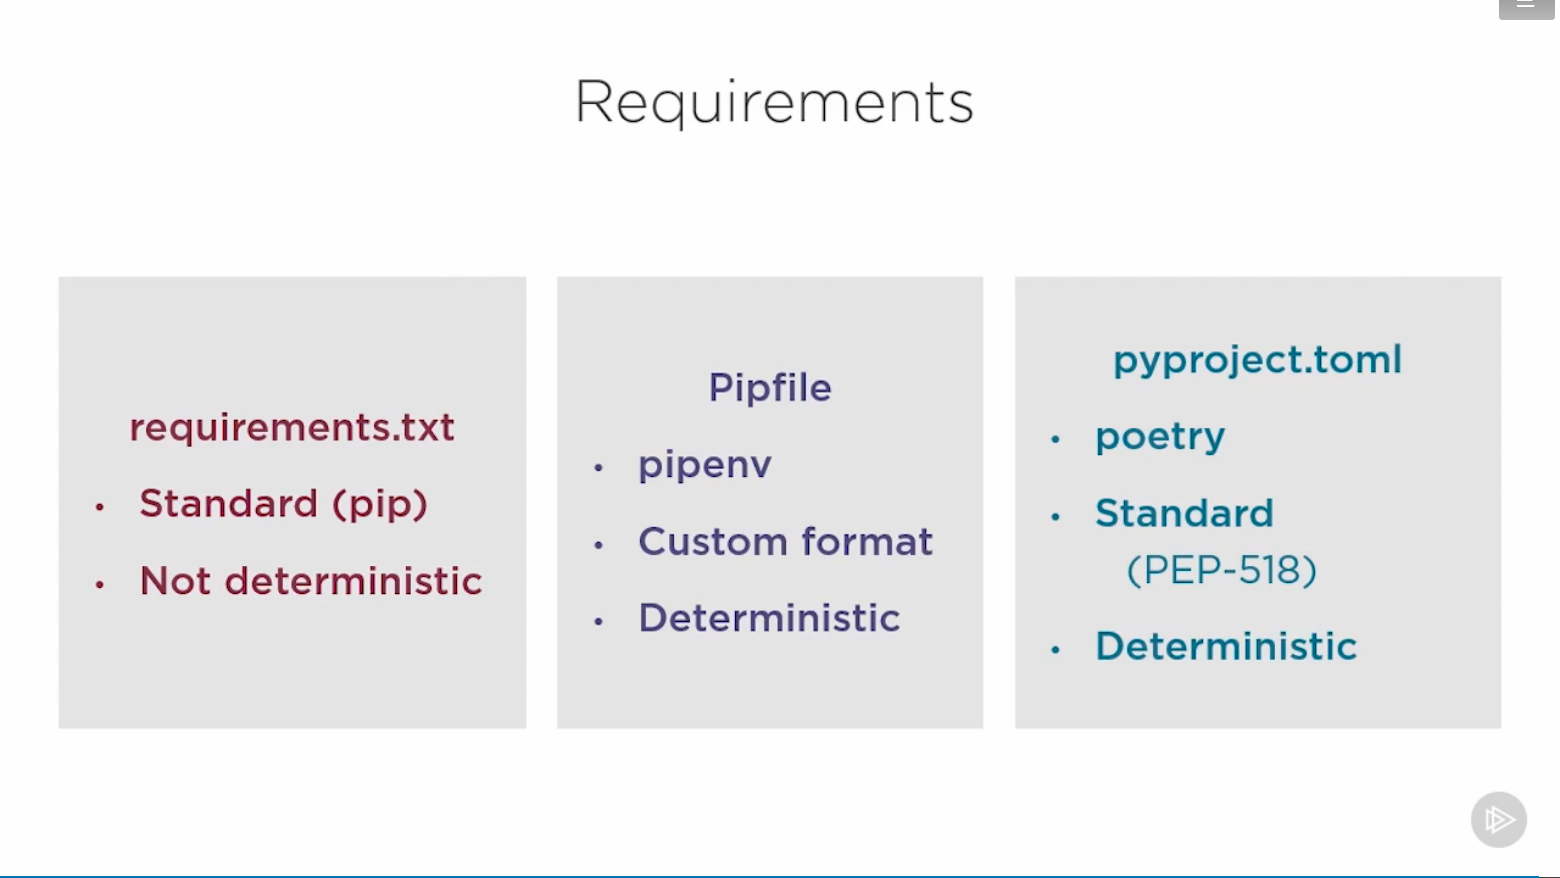 Requirements
requirements.txt
• Standard (pip)
• Not deterministic
Pipfile
• pipenv
• Custom format
• Deterministic
pyproject.toml
• poetry
• Standard
(PEP-518)
• Deterministic